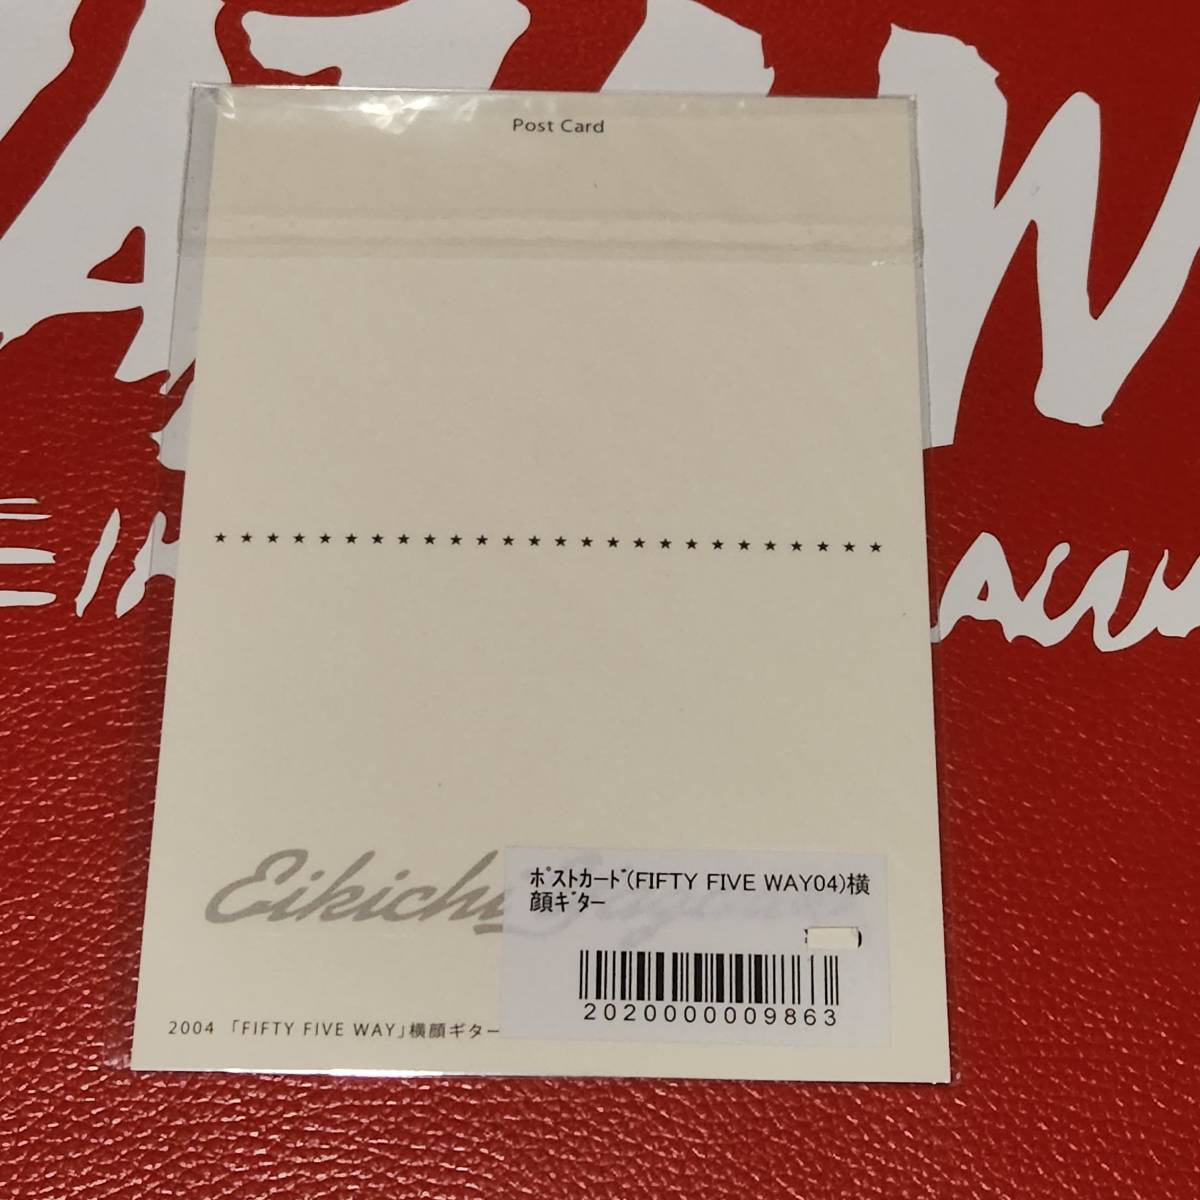 Post Card
★ ★ ★ ★ ★ ★ ★ ★ ★ ★ ★ ★ ★ ★ ★ ★ ★ ★ ★ ★ ★ ★ ★ ★ ★ ★
Eikichi
ﾎﾟｽﾄｶｰﾄﾞ(FIFTY FIVE WAY04)横
顔ｷﾞﾀｰ
2020000009863
2004 「FIFTY FIVE WAY」横顔ギター